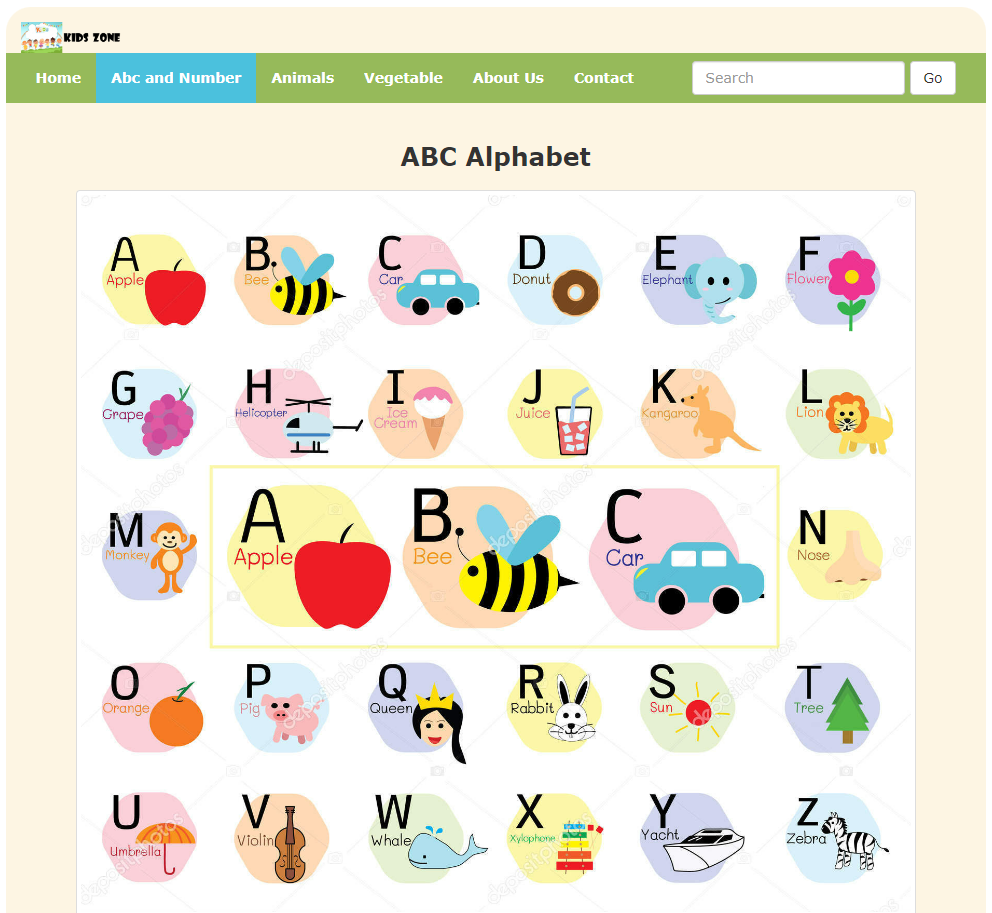 KIDS ZONE
Home Abc and Number Animals Vegetable About Us Contact Search Go
ABC Alphabet
A B C D E F
Apple Bee Car Donut Elephant Flower
G H I J K L
Grape Helicopter Ice Cream Juice Kangaroo Lion
M A B C N
Monkey Apple Bee Car Nose
O P Q R S T
Orange Pig Queen Rabbit Sun Tree
U V W X Y Z
Umbrella Violin Whale Xylophone Yacht Zebra
depositphotos